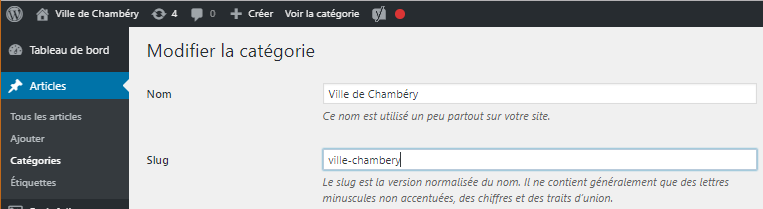 Ville de Chambéry 4 0 + Créer Voir la catégorie
Tableau de bord
Modifier la catégorie
Articles
Nom Ville de Chambéry
Ce nom est utilisé un peu partout sur votre site.
Tous les articles
Ajouter
Catégories
Slug ville-chambery
Étiquettes
Le slug est la version normalisée du nom. Il ne contient généralement que des lettres
minuscules non accentuées, des chiffres et des traits d'union.